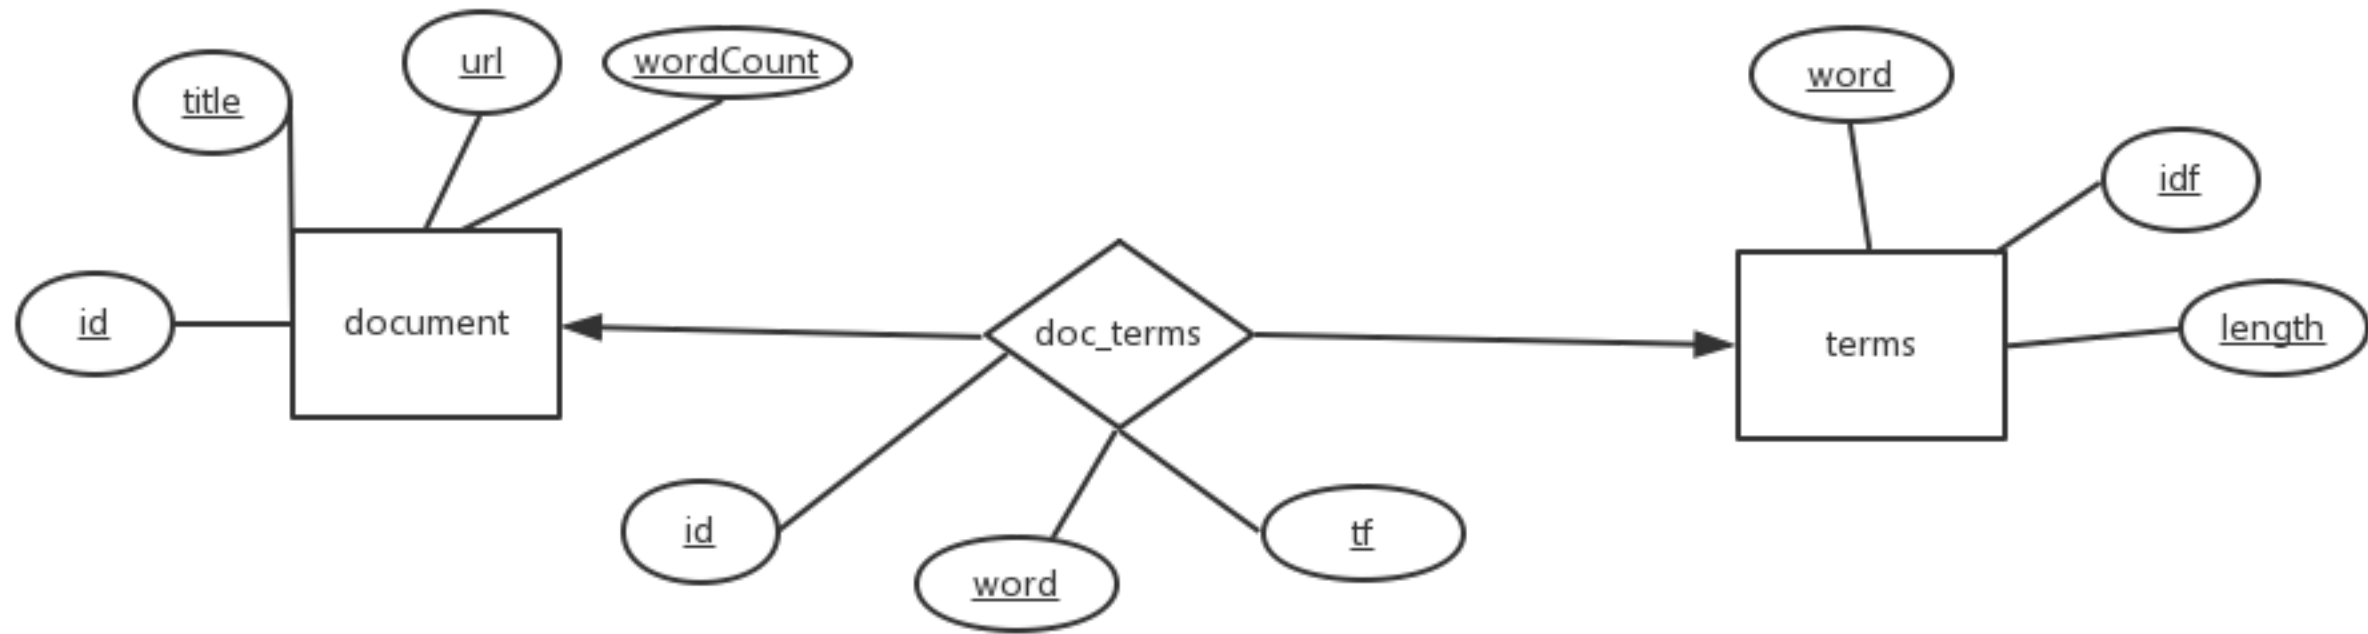 url
wordCount
title
word
idf
id
document
doc_terms
terms
length
id
word
tf